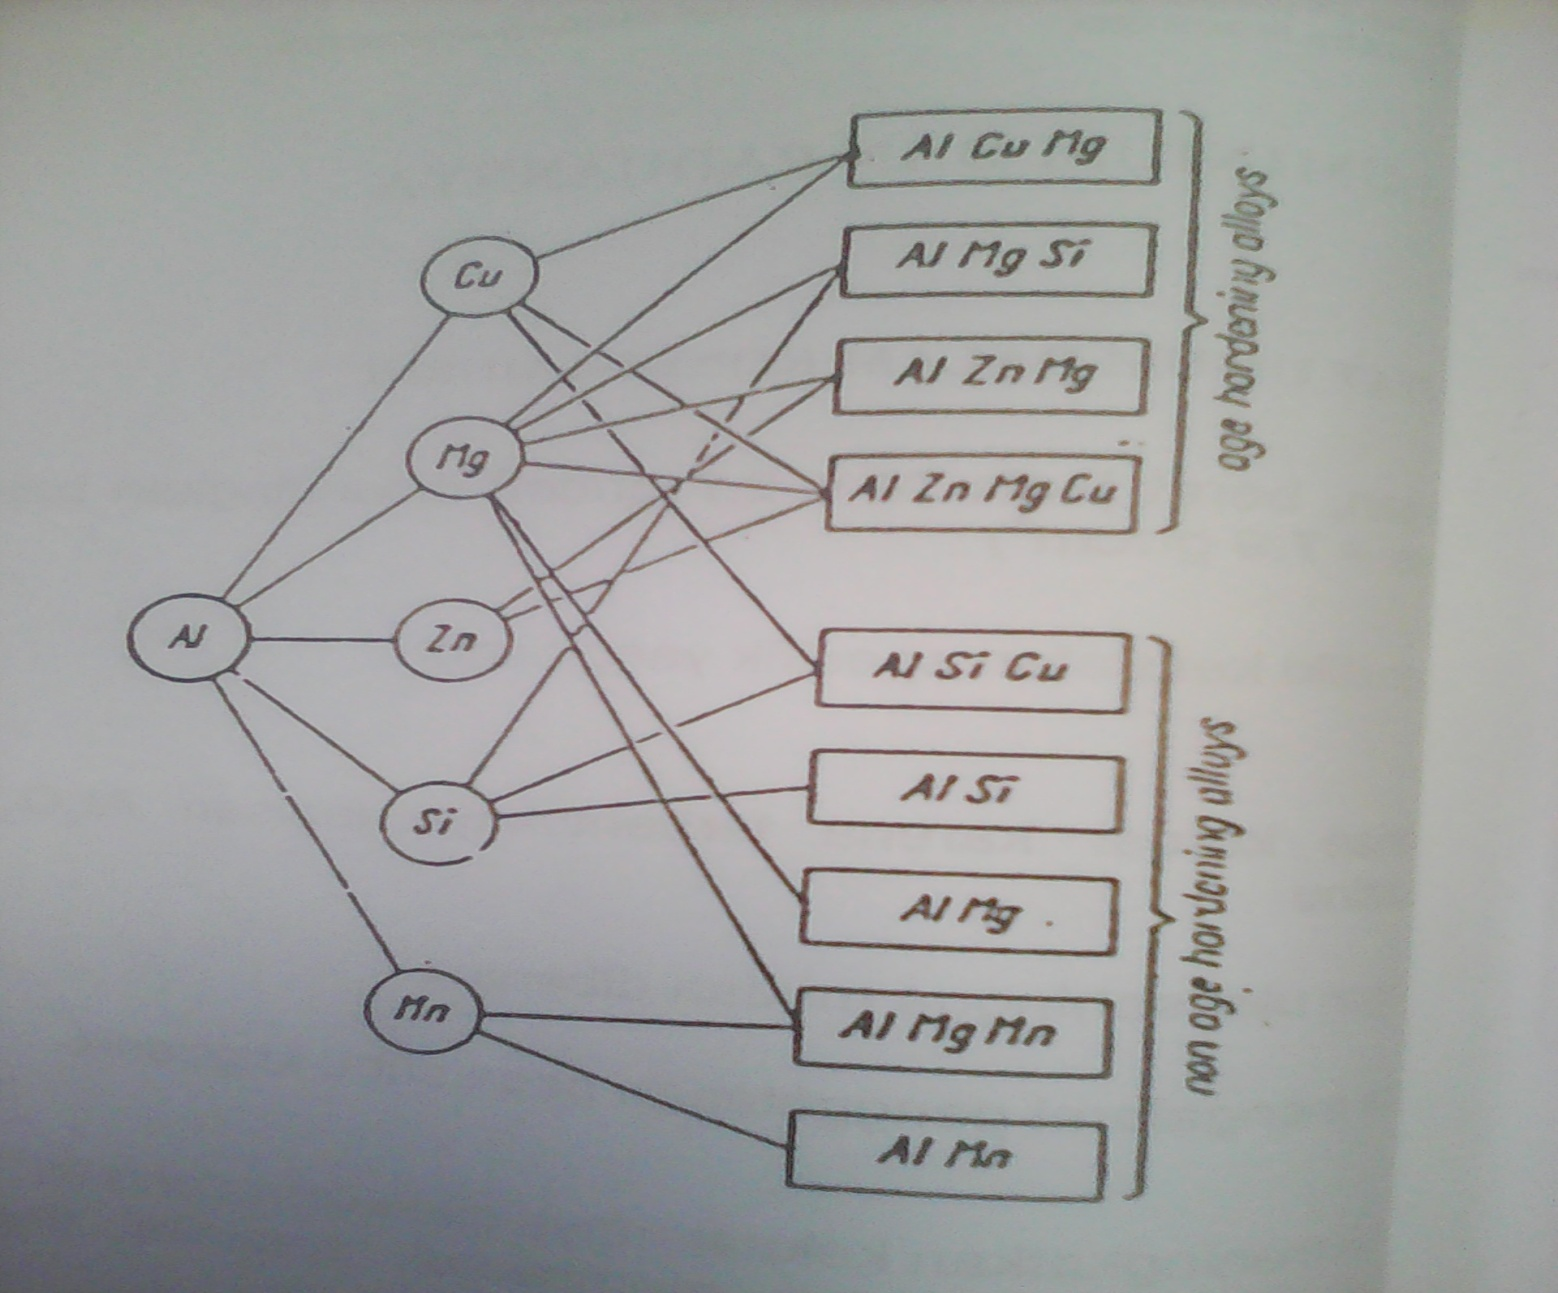 Al Cu Mg
Al Mg Si
Al Zn Mg
Al Zn Mg Cu
age hardening alloys
Cu
Mg
Al
Zn
Si
Mn
Al Si Cu
Al Si
Al Mg
Al Mg Mn
Al Mn
non age hardening alloys